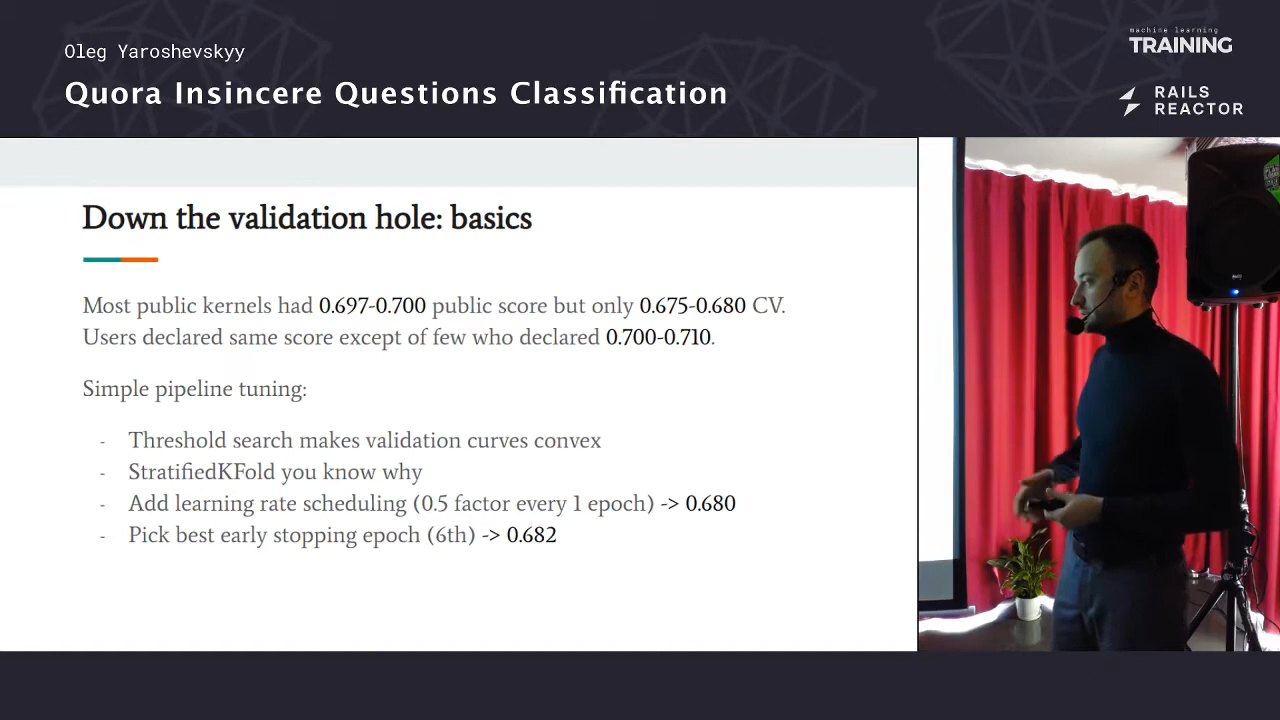 Oleg Yaroshevskyy
Quora Insincere Questions Classification
machine learning
TRAINING
RAILS
REACTOR
Down the validation hole: basics
Most public kernels had 0.697-0.700 public score but only 0.675-0.680 CV.
Users declared same score except of few who declared 0.700-0.710.
Simple pipeline tuning:
- Threshold search makes validation curves convex
- StratifiedKFold you know why
- Add learning rate scheduling (0.5 factor every 1 epoch) -> 0.680
- Pick best early stopping epoch (6th) -> 0.682